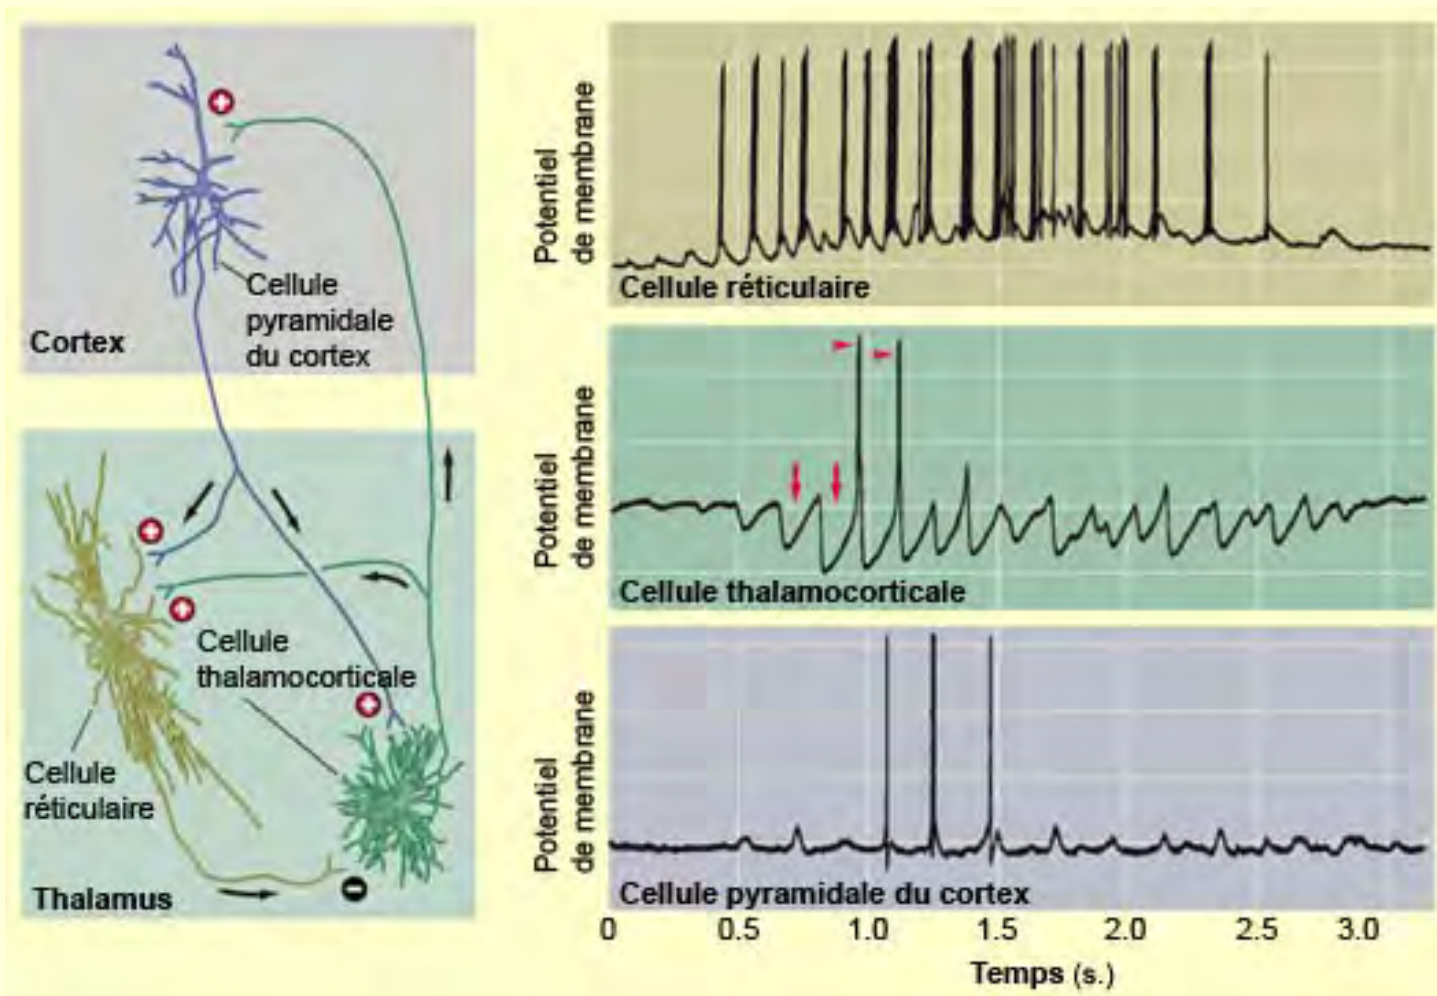 Cellule
pyramidale
du cortex
Cortex
Cellule
thalamocorticale
Cellule
réticulaire
Thalamus
Potentiel
de membrane
Cellule réticulaire
Potentiel
de membrane
Cellule thalamocorticale
Potentiel
de membrane
Cellule pyramidale du cortex
0 0.5 1.0 1.5 2.0 2.5 3.0
Temps (s.)